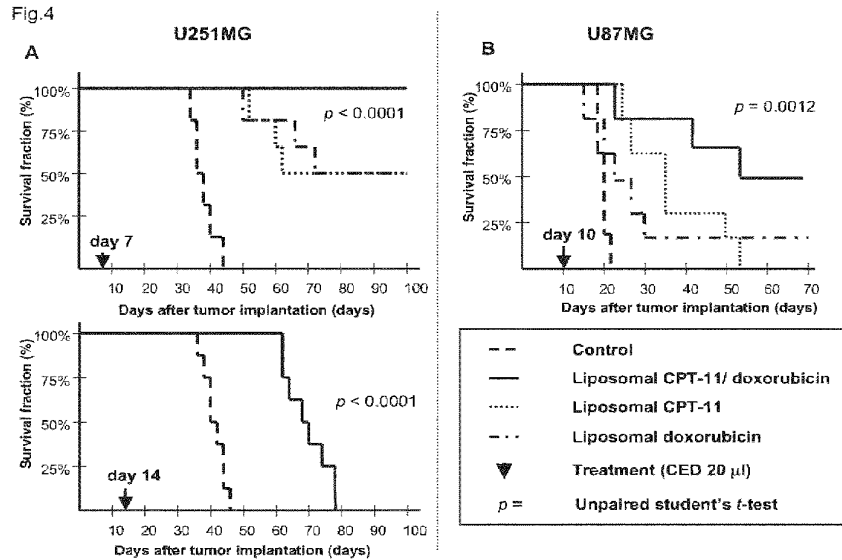 Fig.4
U251MG
A
Survival fraction (%)
100%
75%
50%
25%
p < 0.0001
day 7
10 20 30 40 50 60 70 80 90 100
Days after tumor implantation (days)
Survival fraction (%)
100%
75%
50%
25%
p < 0.0001
day 14
10 20 30 40 50 60 70 80 90 100
Days after tumor implantation (days)
U87MG
B
Survival fraction (%)
100%
75%
50%
25%
p = 0.0012
day 10
10 20 30 40 50 60 70
Days after tumor implantation (days)
Control
Liposomal CPT-11/ doxorubicin
Liposomal CPT-11
Liposomal doxorubicin
Treatment (CED 20 µl)
p = Unpaired student's t-test